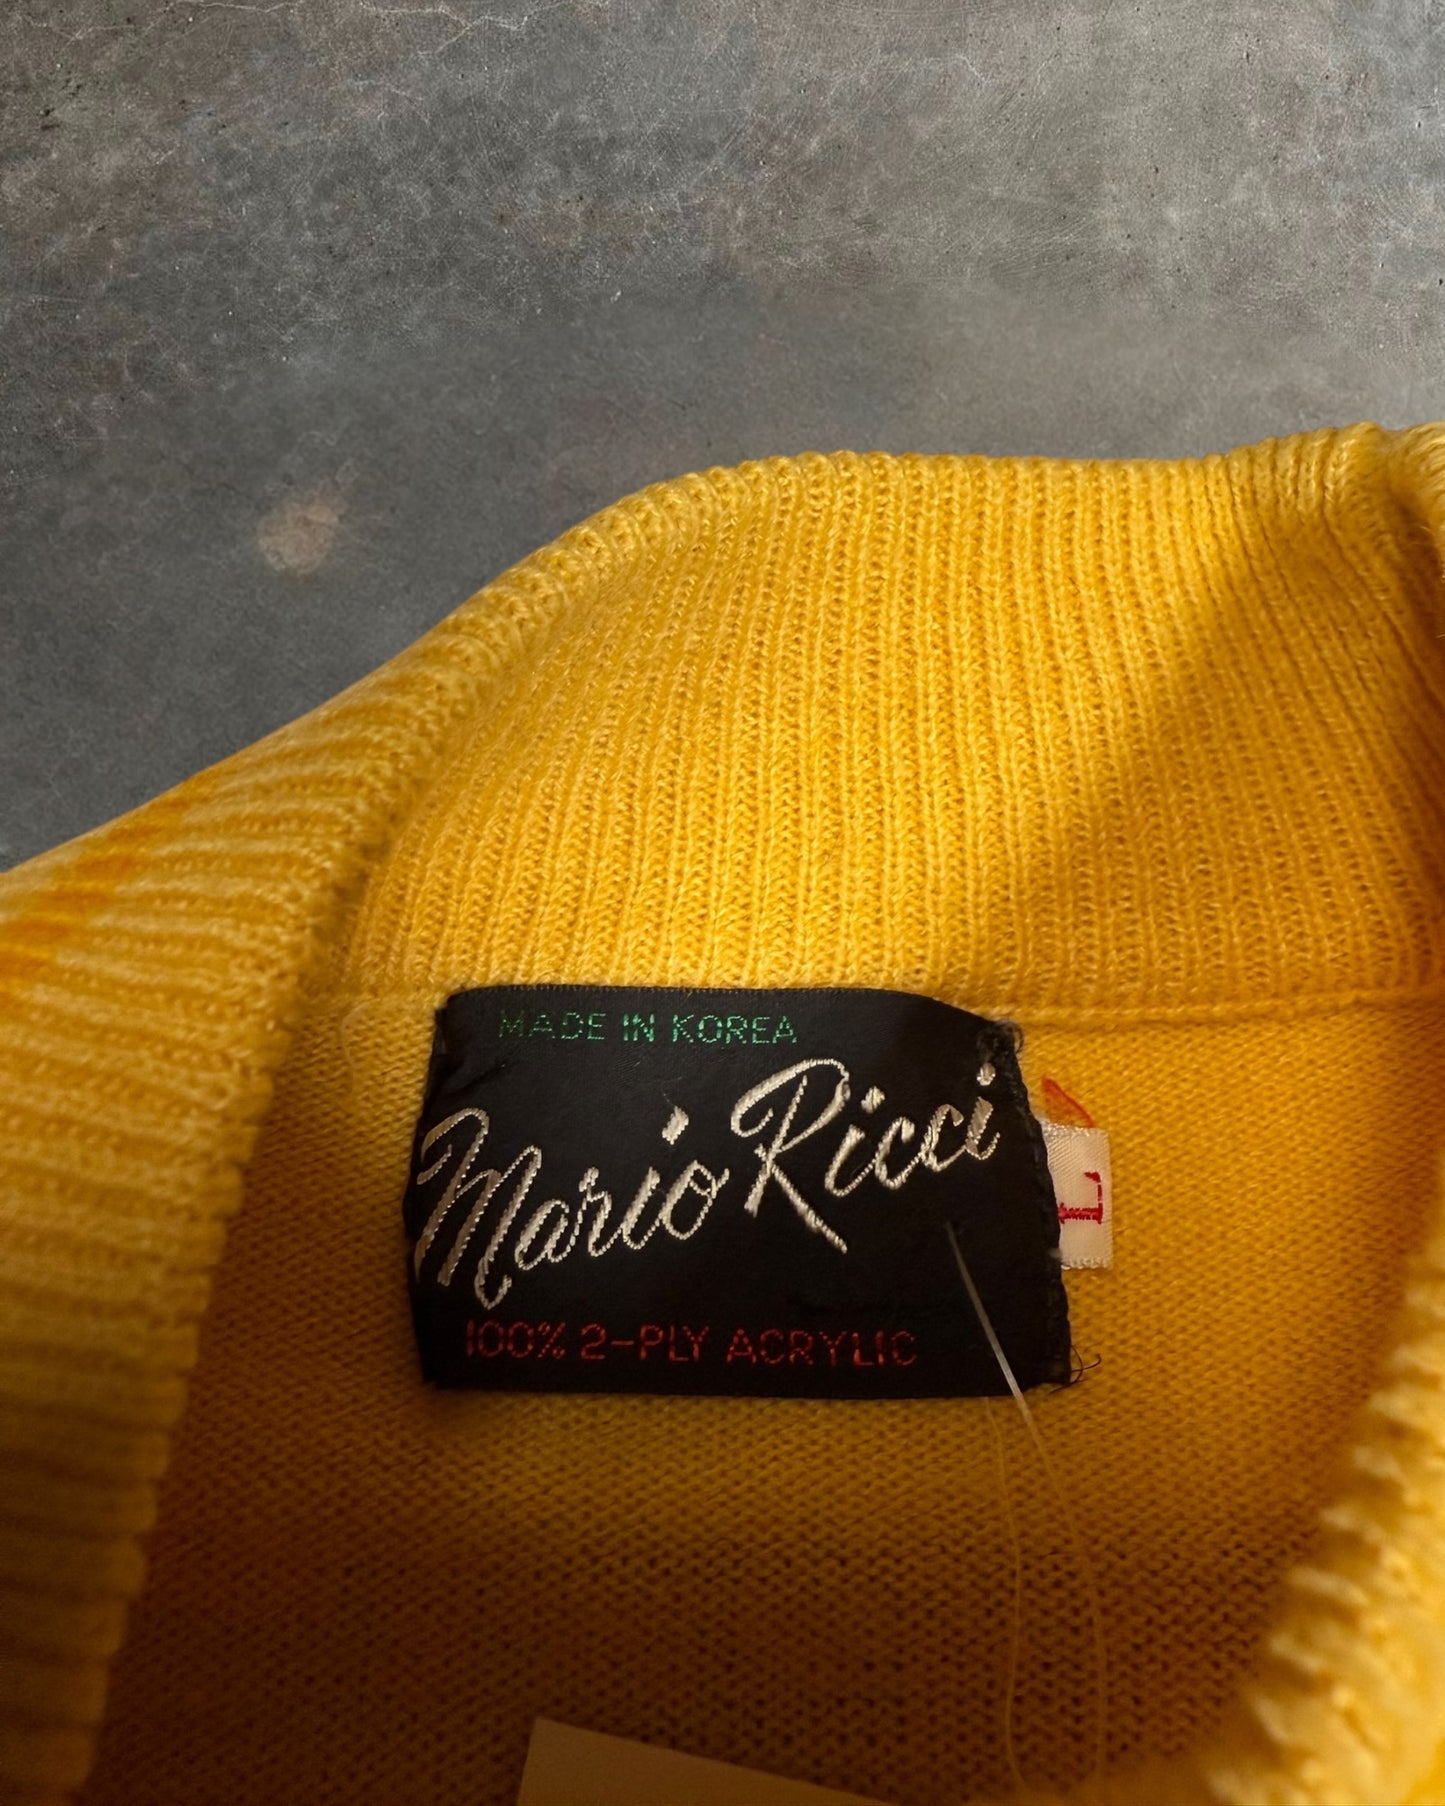 MADE IN KOREA
Mario Ricci
L
100% 2-PLY ACRYLIC